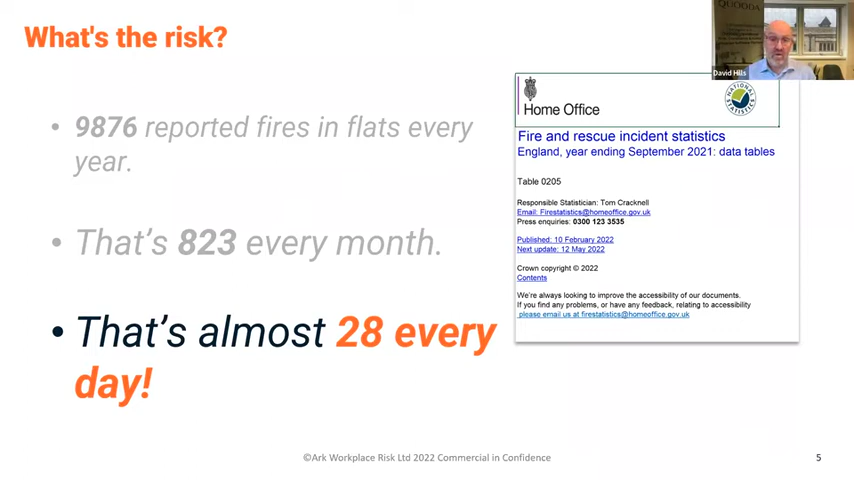 What's the risk?
• 9876 reported fires in flats every
year.
• That's 823 every month.
• That's almost 28 every
day!
QUODDA
David Hills
NATIONAL STATISTICS
Home Office
Fire and rescue incident statistics
England, year ending September 2021: data tables
Table 0205
Responsible Statistician: Tom Cracknell
Email: Firestatistics@homeoffice.gov.uk
Press enquiries: 0300 123 3535
Published: 10 February 2022
Next update: 12 May 2022
Crown copyright © 2022
Contents
We're always looking to improve the accessibility of our documents.
If you find any problems, or have any feedback, relating to accessibility
please email us at firestatistics@homeoffice.gov.uk
©Ark Workplace Risk Ltd 2022 Commercial in Confidence
5